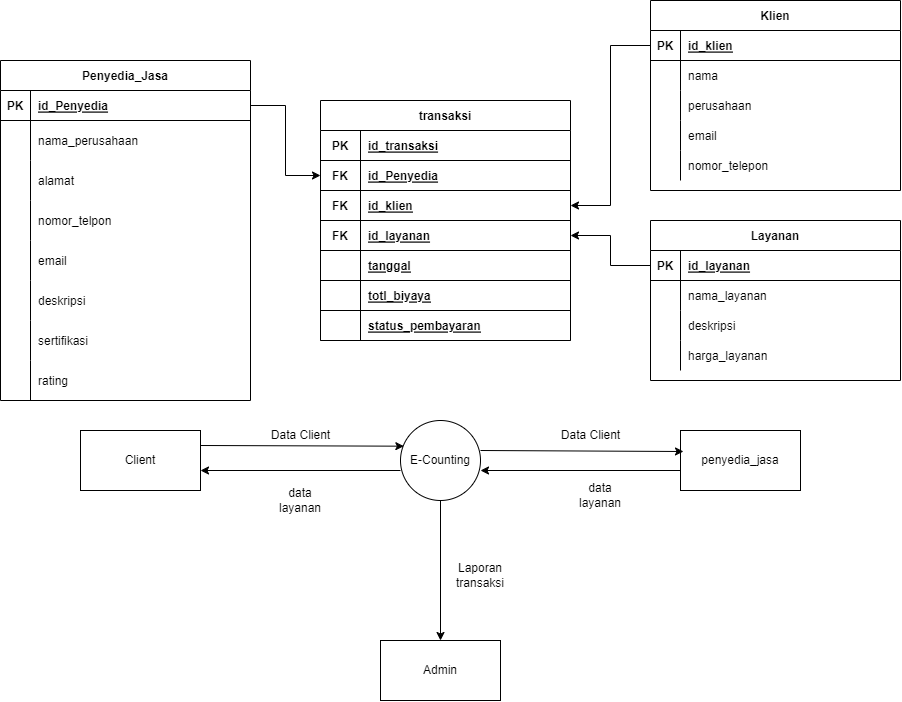 Penyedia_Jasa
PK id_Penyedia
nama_perusahaan
alamat
nomor_telpon
email
deskripsi
sertifikasi
rating
transaksi
PK id_transaksi
FK id_Penyedia
FK id_klien
FK id_layanan
tanggal
totl_biyaya
status_pembayaran
Klien
PK id_klien
nama
perusahaan
email
nomor_telepon
Layanan
PK id_layanan
nama_layanan
deskripsi
harga_layanan
Client
Data Client
data
layanan
E-Counting
Data Client
data
layanan
penyedia_jasa
Laporan
transaksi
Admin